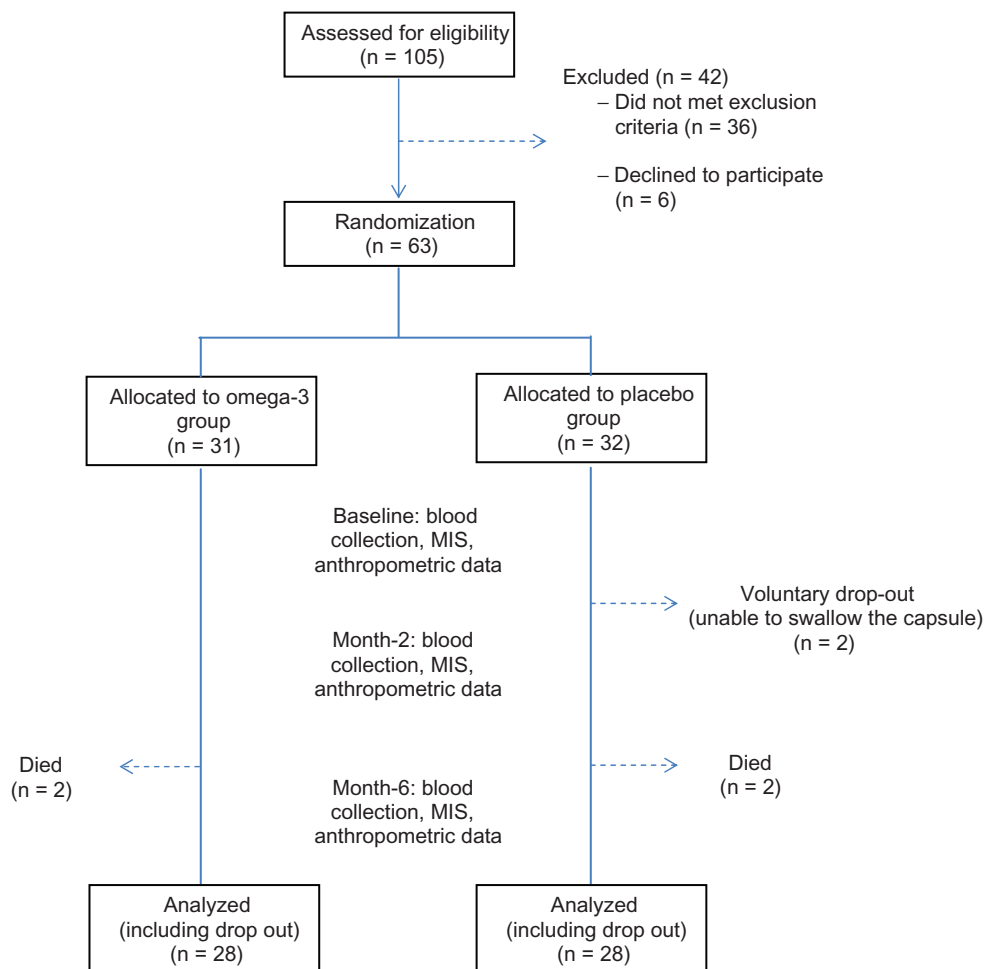 Assessed for eligibility
(n = 105)
Excluded (n = 42)
– Did not met exclusion
criteria (n = 36)
– Declined to participate
(n = 6)
Randomization
(n = 63)
Allocated to omega-3
group
(n = 31)
Allocated to placebo
group
(n = 32)
Baseline: blood
collection, MIS,
anthropometric data
Voluntary drop-out
(unable to swallow the capsule)
(n = 2)
Month-2: blood
collection, MIS,
anthropometric data
Died
(n = 2)
Died
(n = 2)
Month-6: blood
collection, MIS,
anthropometric data
Analyzed
(including drop out)
(n = 28)
Analyzed
(including drop out)
(n = 28)